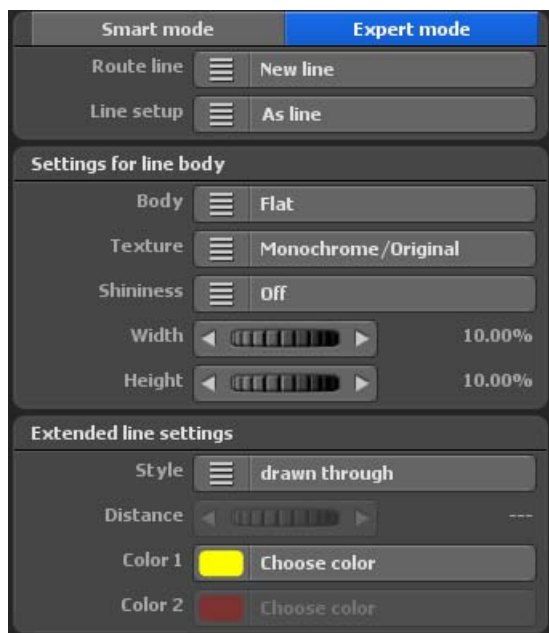 Smart mode Expert mode
Route line New line
Line setup As line
Settings for line body
Body Flat
Texture Monochrome/Original
Shininess Off
Width 10.00%
Height 10.00%
Extended line settings
Style drawn through
Distance ---
Color 1 Choose color
Color 2 Choose color